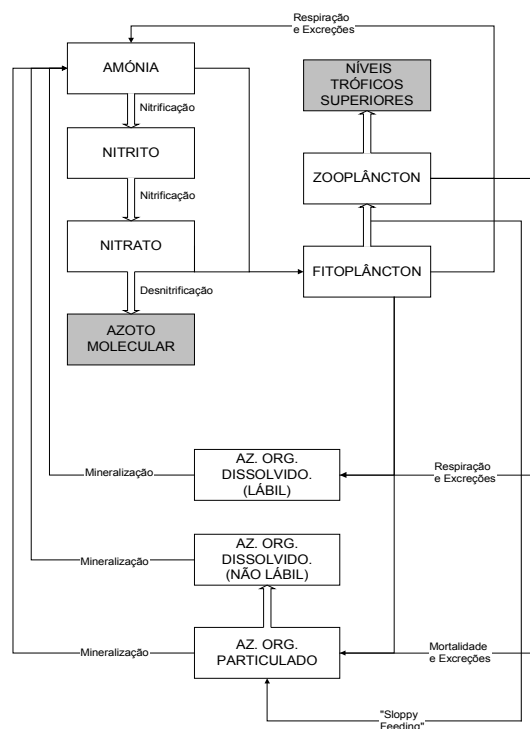 Respiração
e Excreções
AMÓNIA
NÍVEIS
TRÓFICOS
SUPERIORES
Nitrificação
NITRITO
ZOOPLÂNCTON
Nitrificação
NITRATO
FITOPLÂNCTON
Desnitrificação
AZOTO
MOLECULAR
AZ. ORG.
DISSOLVIDO.
(LÁBIL)
Mineralização
Respiração
e Excreções
AZ. ORG.
DISSOLVIDO.
(NÃO LÁBIL)
Mineralização
AZ. ORG.
PARTICULADO
Mineralização
Mortalidade
e Excreções
"Sloppy
Feeding"